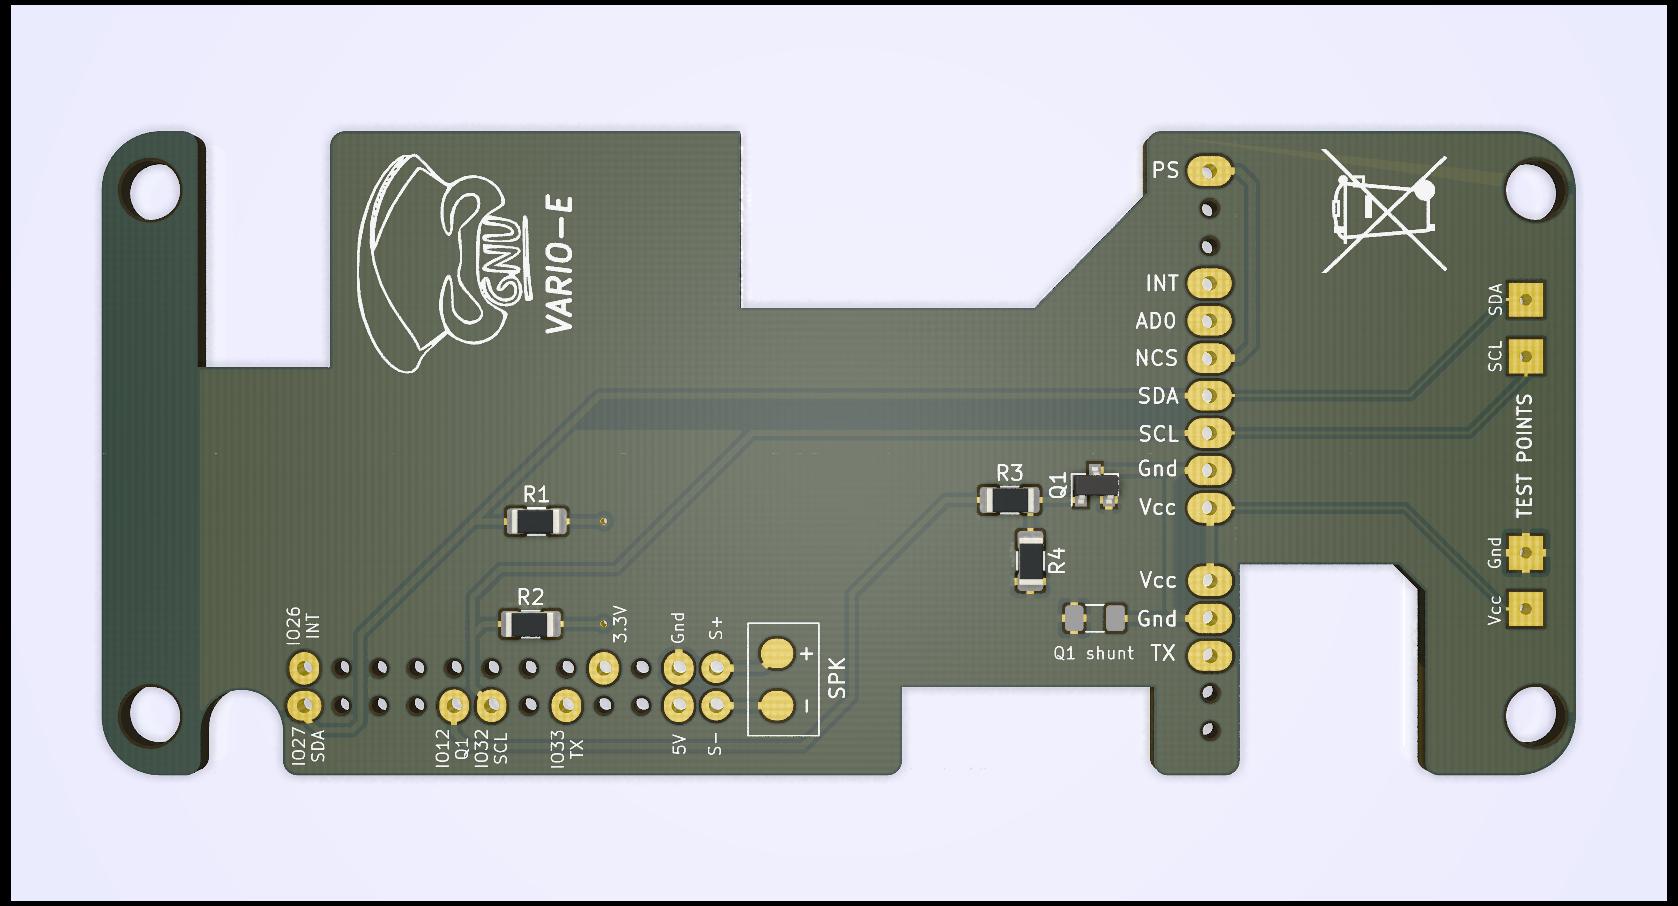 GNU
VARIO-E
PS
INT
AD0
NCS
SDA
SCL
Gnd
Vcc
Vcc
Gnd
TX
SDA
SCL
TEST POINTS
Gnd
Vcc
R1
R2
R3
Q1
R4
Q1 shunt
IO26
INT
3.3V
Gnd
S+
+
-
SPK
IO27
SDA
IO12
Q1
IO32
SCL
IO33
TX
5V
S-